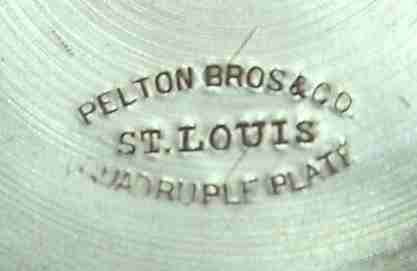 PELTON BROS & CO.
ST. LOUIS
QUADRUPLE PLATE